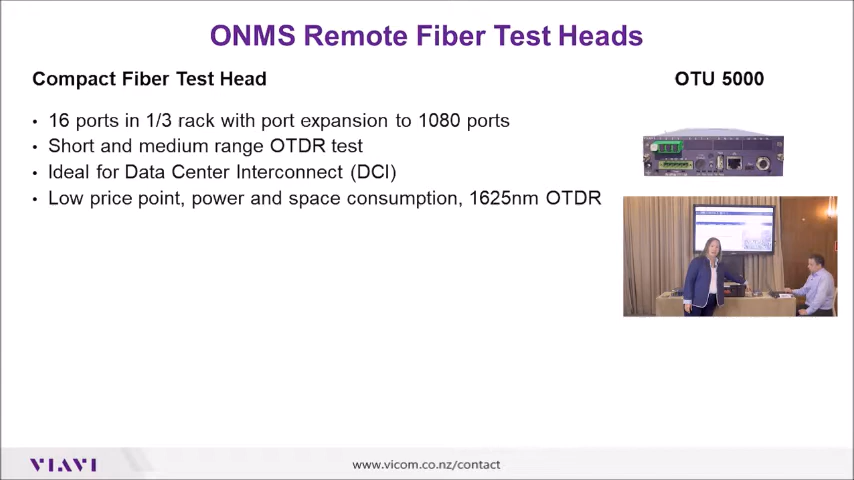 ONMS Remote Fiber Test Heads
Compact Fiber Test Head
OTU 5000
• 16 ports in 1/3 rack with port expansion to 1080 ports
• Short and medium range OTDR test
• Ideal for Data Center Interconnect (DCI)
• Low price point, power and space consumption, 1625nm OTDR
VIAVI
www.vicom.co.nz/contact